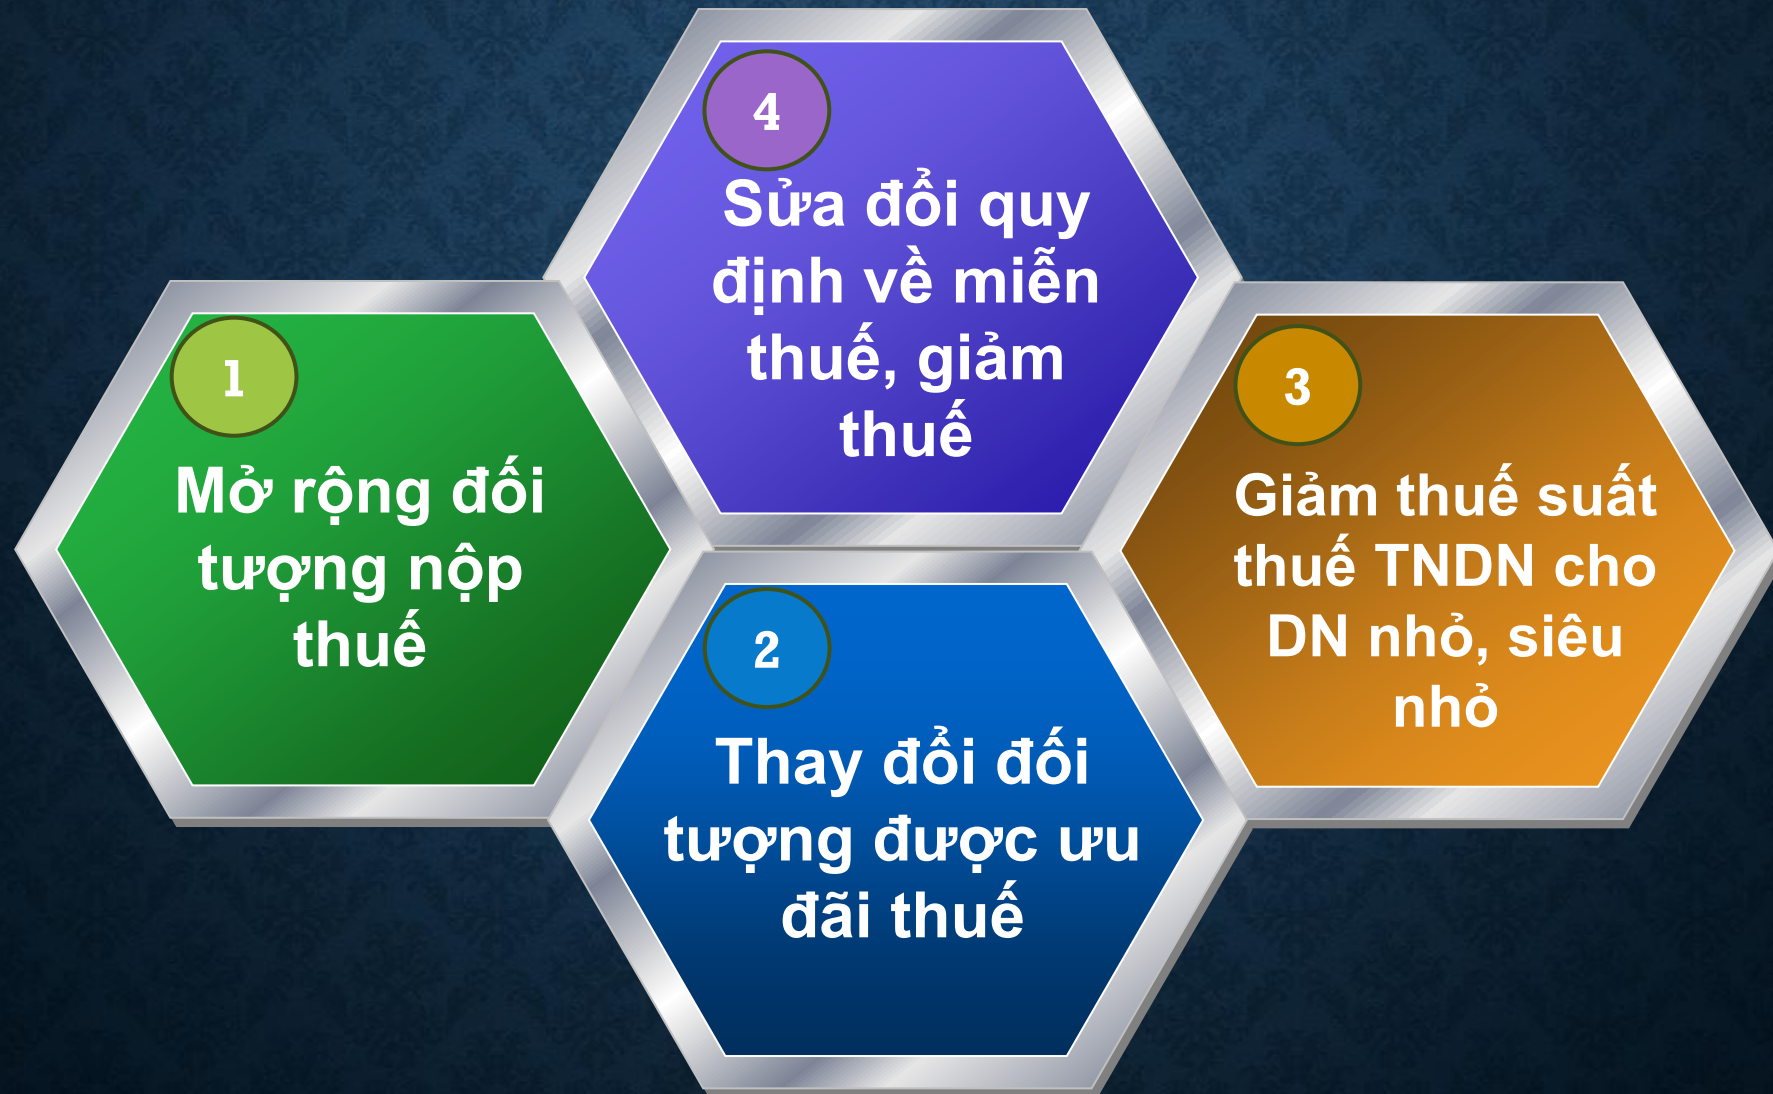 1
Mở rộng đối
tượng nộp
thuế
2
Thay đổi đối
tượng được ưu
đãi thuế
3
Giảm thuế suất
thuế TNDN cho
DN nhỏ, siêu
nhỏ
4
Sửa đổi quy
định về miễn
thuế, giảm
thuế